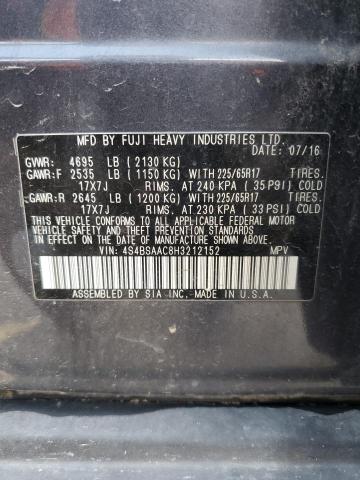 MFD BY FUJI HEAVY INDUSTRIES LTD.
DATE: 07/16
GVWR: 4695 LB ( 2130 KG)
GAWR:F 2535 LB ( 1150 KG) WITH 225/65R17 TIRES.
17X7J RIMS. AT 240 KPA ( 35 PSI) COLD
GAWR:R 2645 LB ( 1200 KG) WITH 225/65R17 TIRES.
17X7J RIMS. AT 230 KPA ( 33 PSI) COLD
THIS VEHICLE CONFORMS TO ALL APPLICABLE FEDERAL MOTOR
VEHICLE SAFETY AND THEFT PREVENTION STANDARDS IN EFFECT
ON THE DATE OF MANUFACTURE SHOWN ABOVE.
VIN: 4S4BSAAC8H3212152 MPV
ASSEMBLED BY SIA INC.-MADE IN U.S.A.